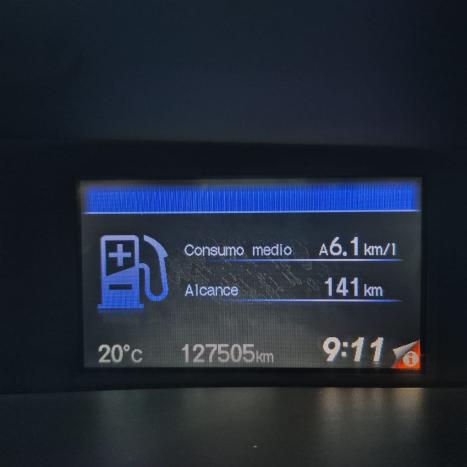 Consumo medio A6.1 km/l
Alcance 141 km
20°C 127505km 9:11 i